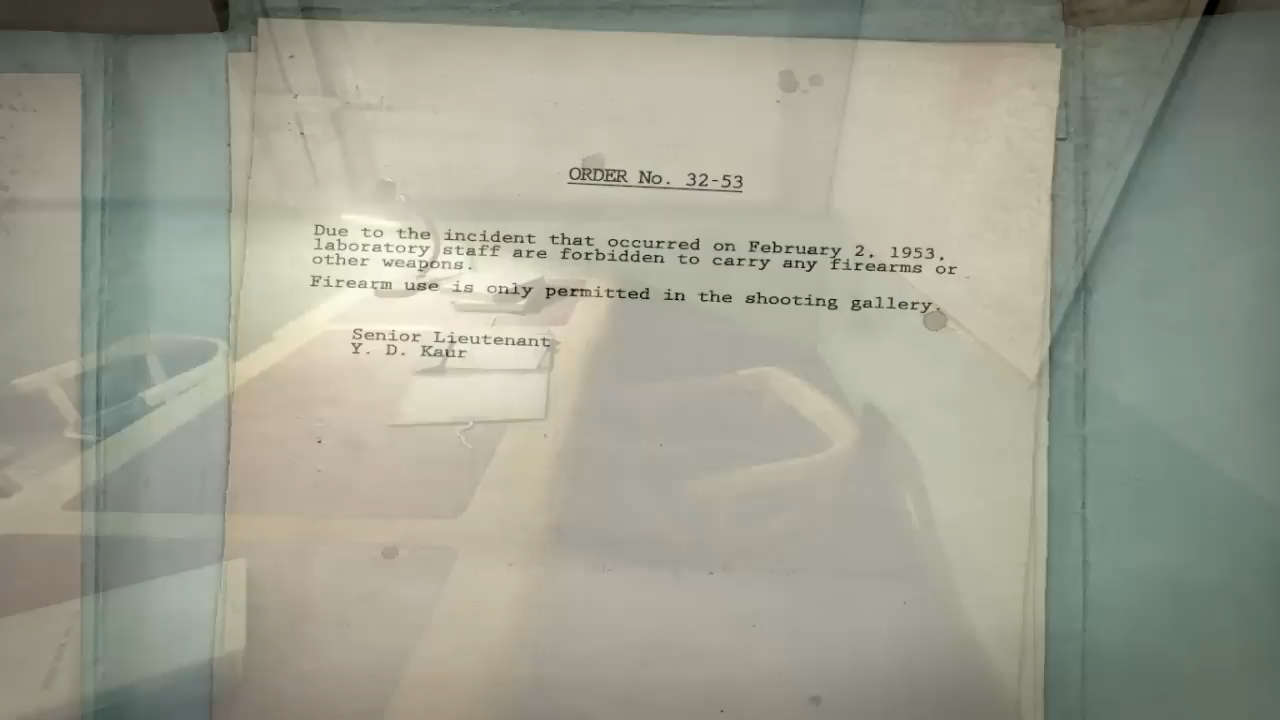 ORDER No. 32-53
Due to the incident that occurred on February 2, 1953,
laboratory staff are forbidden to carry any firearms or
other weapons.
Firearm use is only permitted in the shooting gallery.
Senior Lieutenant
Y. D. Kaur